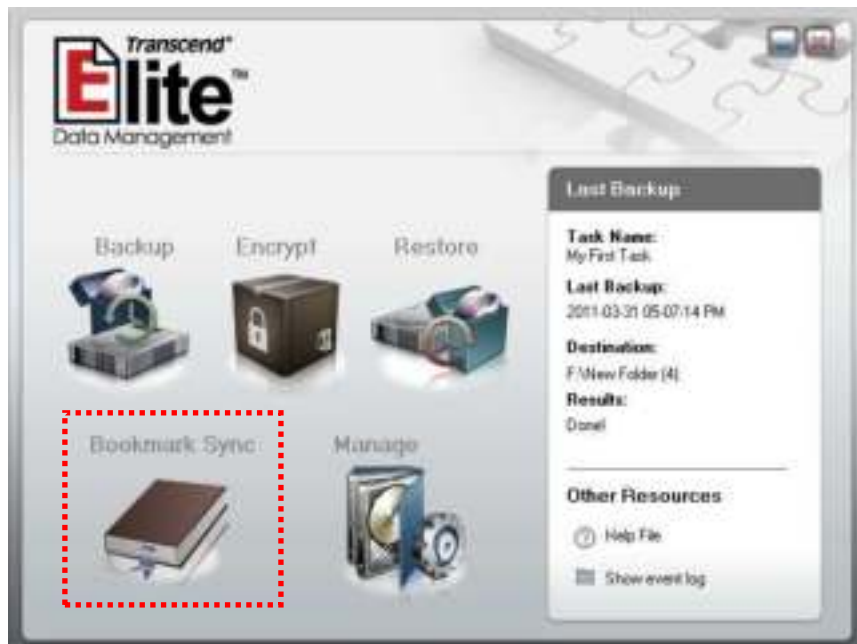 Transcend®
Elite™
Data Management
Last Backup
Backup
Encrypt
Restore
Task Name:
My First Task
Last Backup:
2011-03-31 05:07:14 PM
Destination:
F:\New Folder (4)
Results:
Done!
Bookmark Sync
Manage
Other Resources
Help File
Show event log